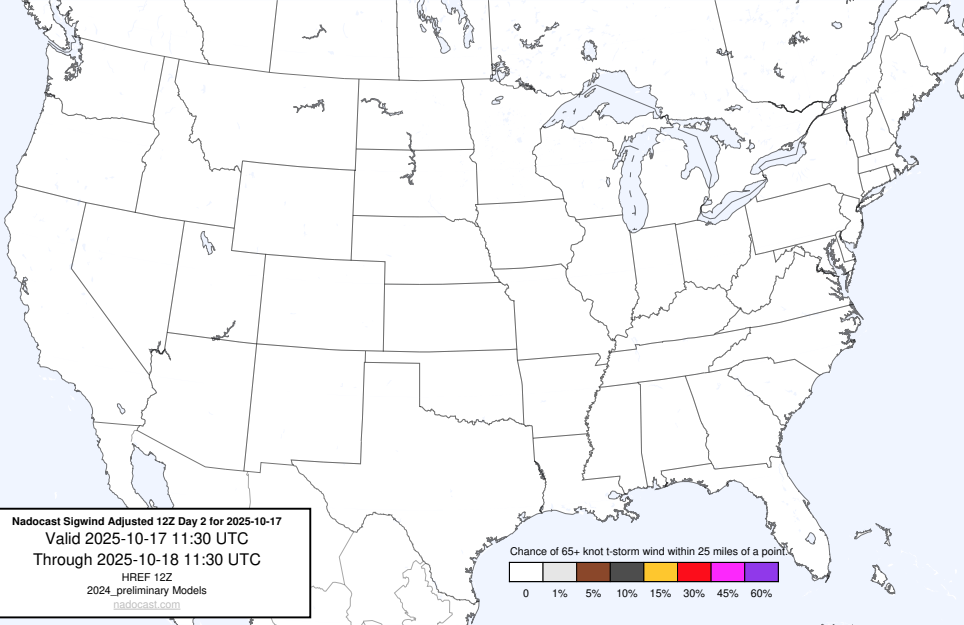 Nadocast Sigwind Adjusted 12Z Day 2 for 2025-10-17
Valid 2025-10-17 11:30 UTC
Through 2025-10-18 11:30 UTC
HREF 12Z
2024_preliminary Models
nadocast.com
Chance of 65+ knot t-storm wind within 25 miles of a point.
0 1% 5% 10% 15% 30% 45% 60%